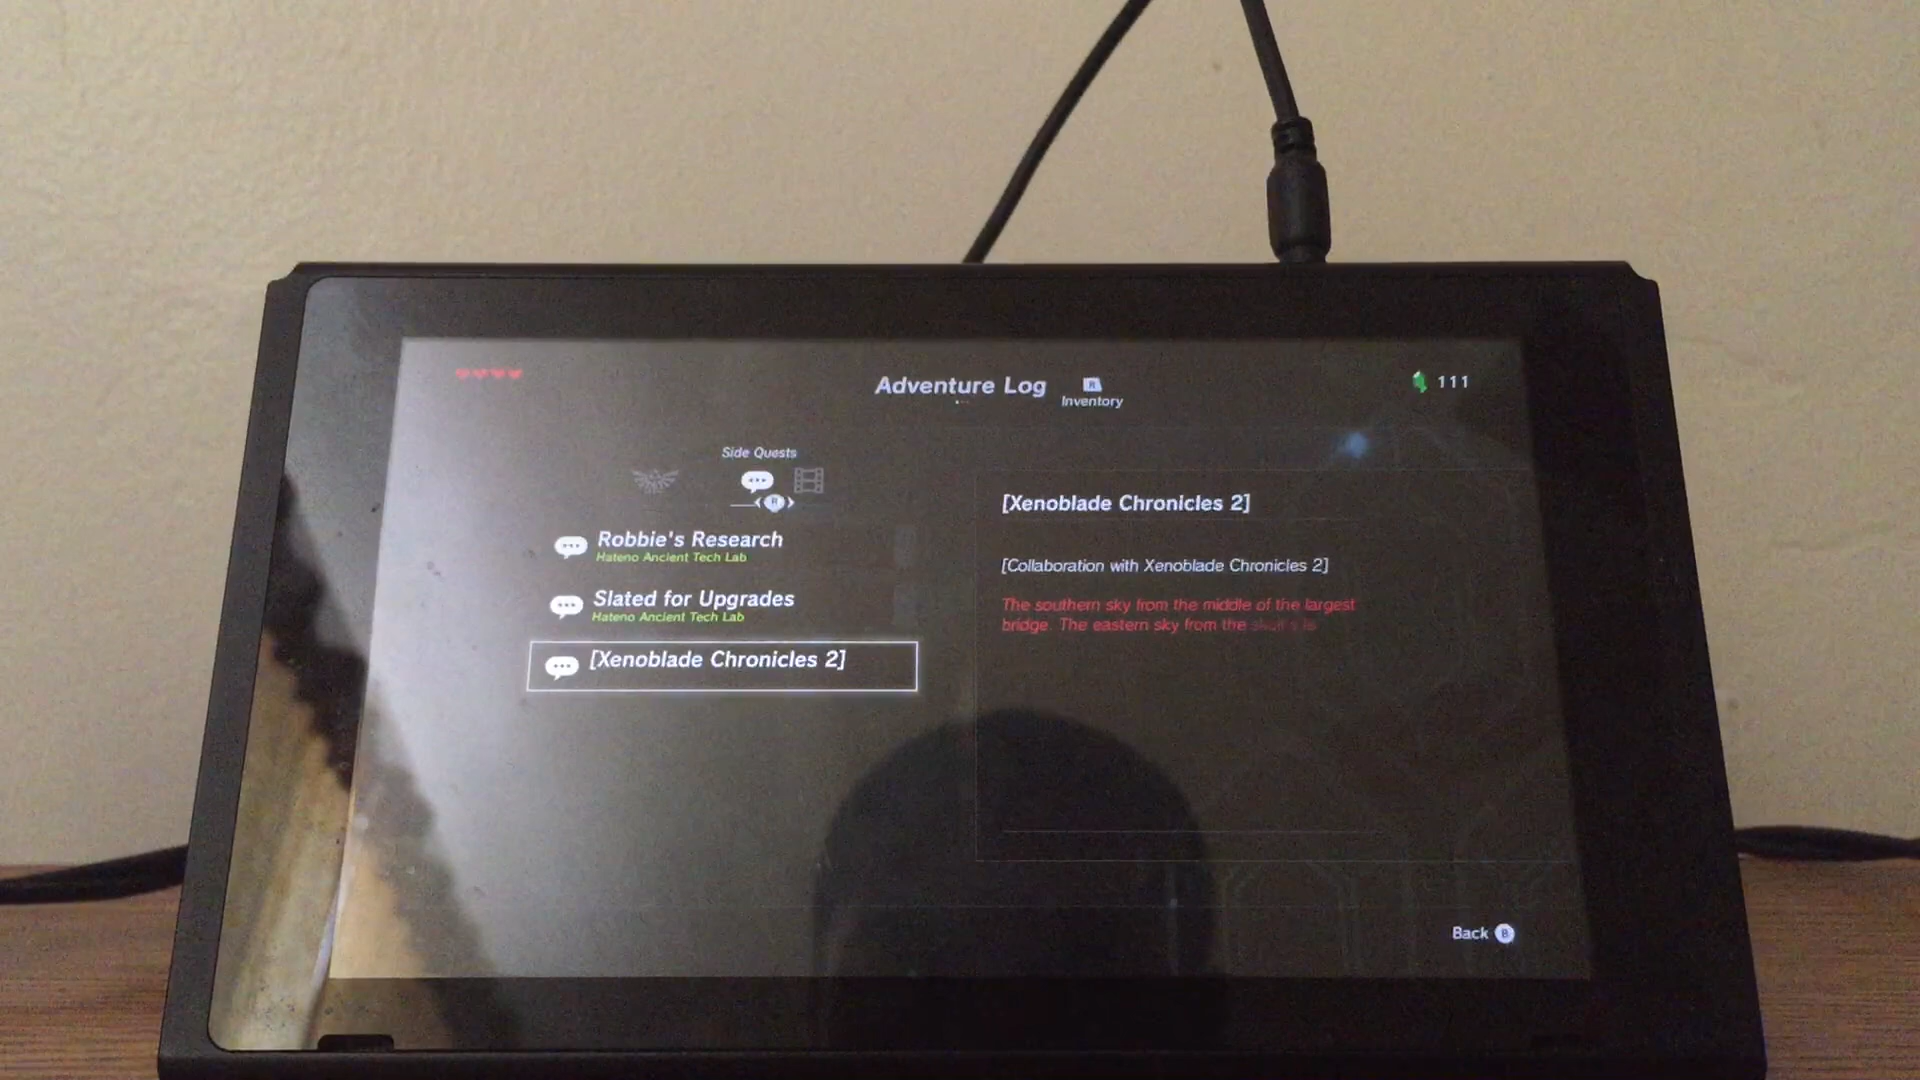 Adventure Log
R
Inventory
111
Side Quests
R
Robbie's Research
Hateno Ancient Tech Lab
Slated for Upgrades
Hateno Ancient Tech Lab
[Xenoblade Chronicles 2]
[Xenoblade Chronicles 2]
[Collaboration with Xenoblade Chronicles 2]
The southern sky from the middle of the largest
bridge. The eastern sky from the
Back B